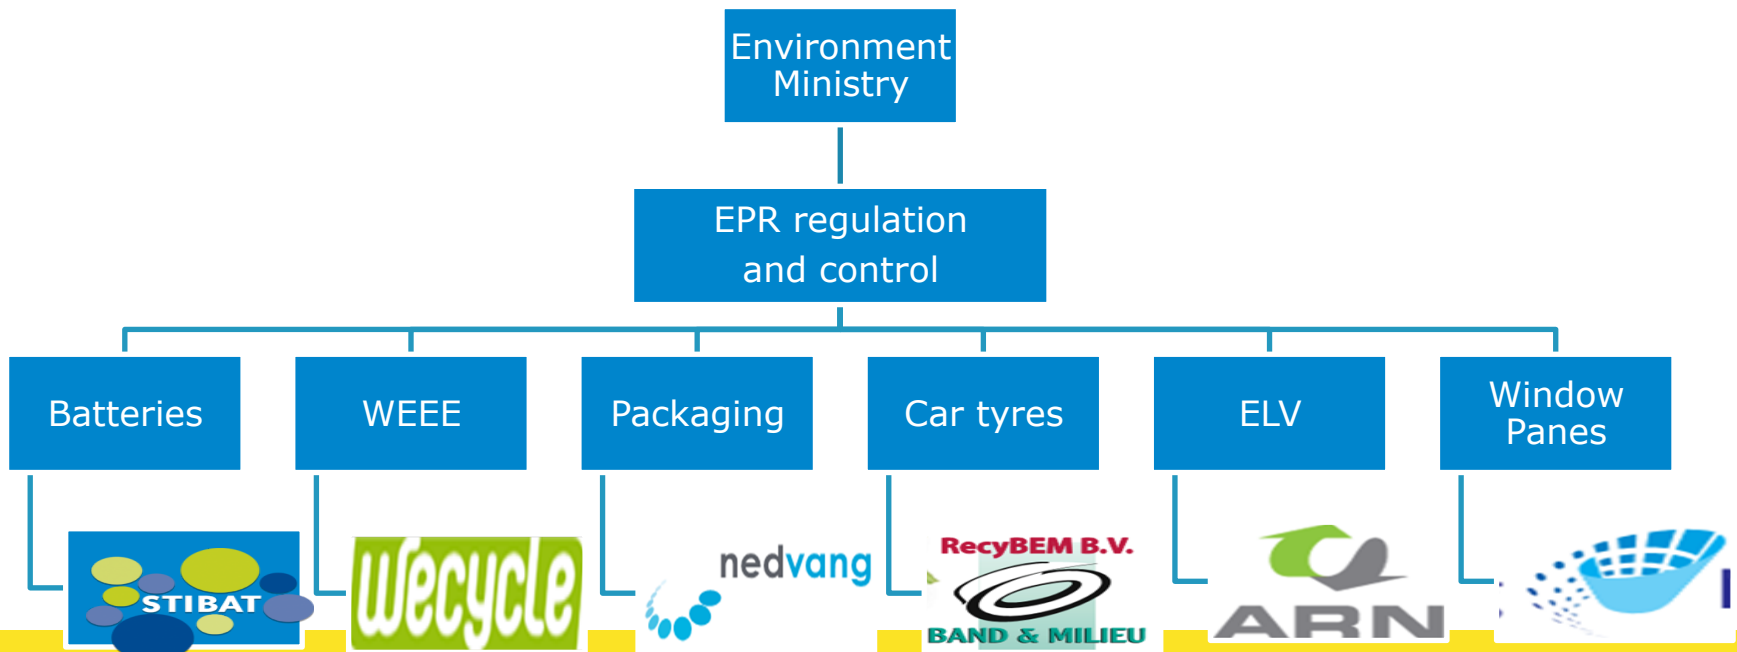 Environment
Ministry
EPR regulation
and control
Batteries
WEEE
Packaging
Car tyres
ELV
Window
Panes
STIBAT
wecycle
nedvang
RecyBEM B.V.
BAND & MILIEU
ARN